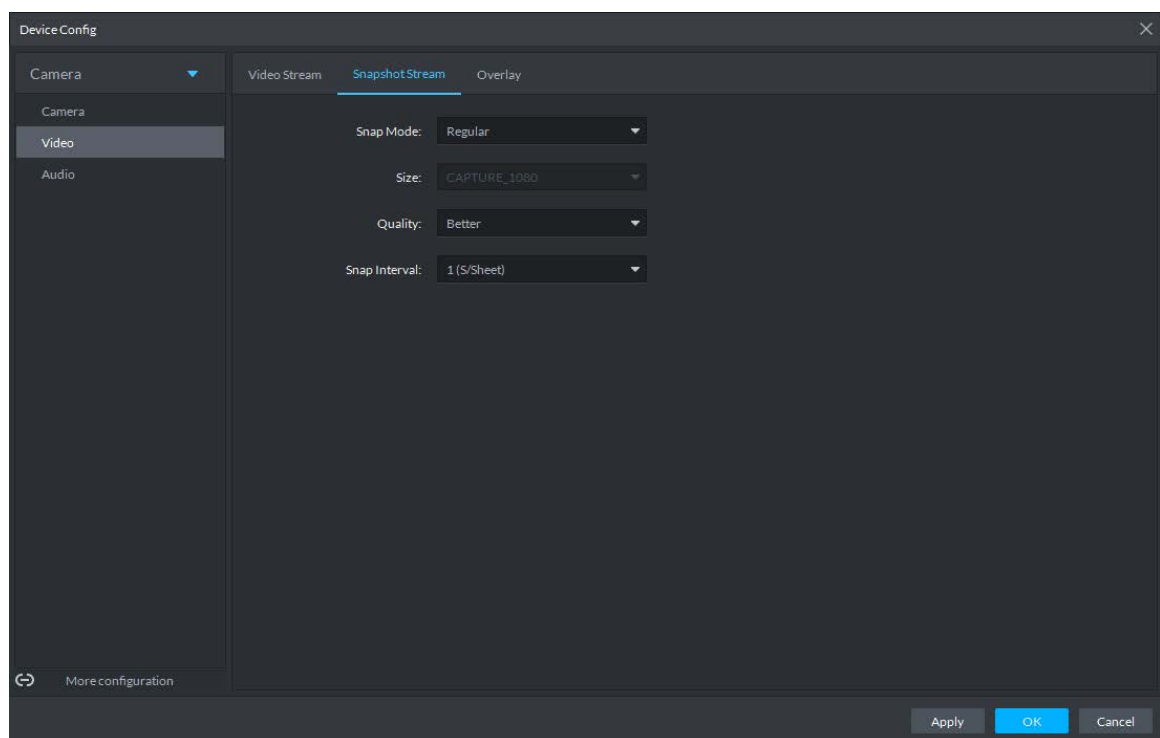 Device Config
Camera
Video Stream Snapshot Stream Overlay
Camera
Video
Audio
Snap Mode: Regular
Size: CAPTURE_1080
Quality: Better
Snap Interval: 1 (S/Sheet)
More configuration
Apply OK Cancel